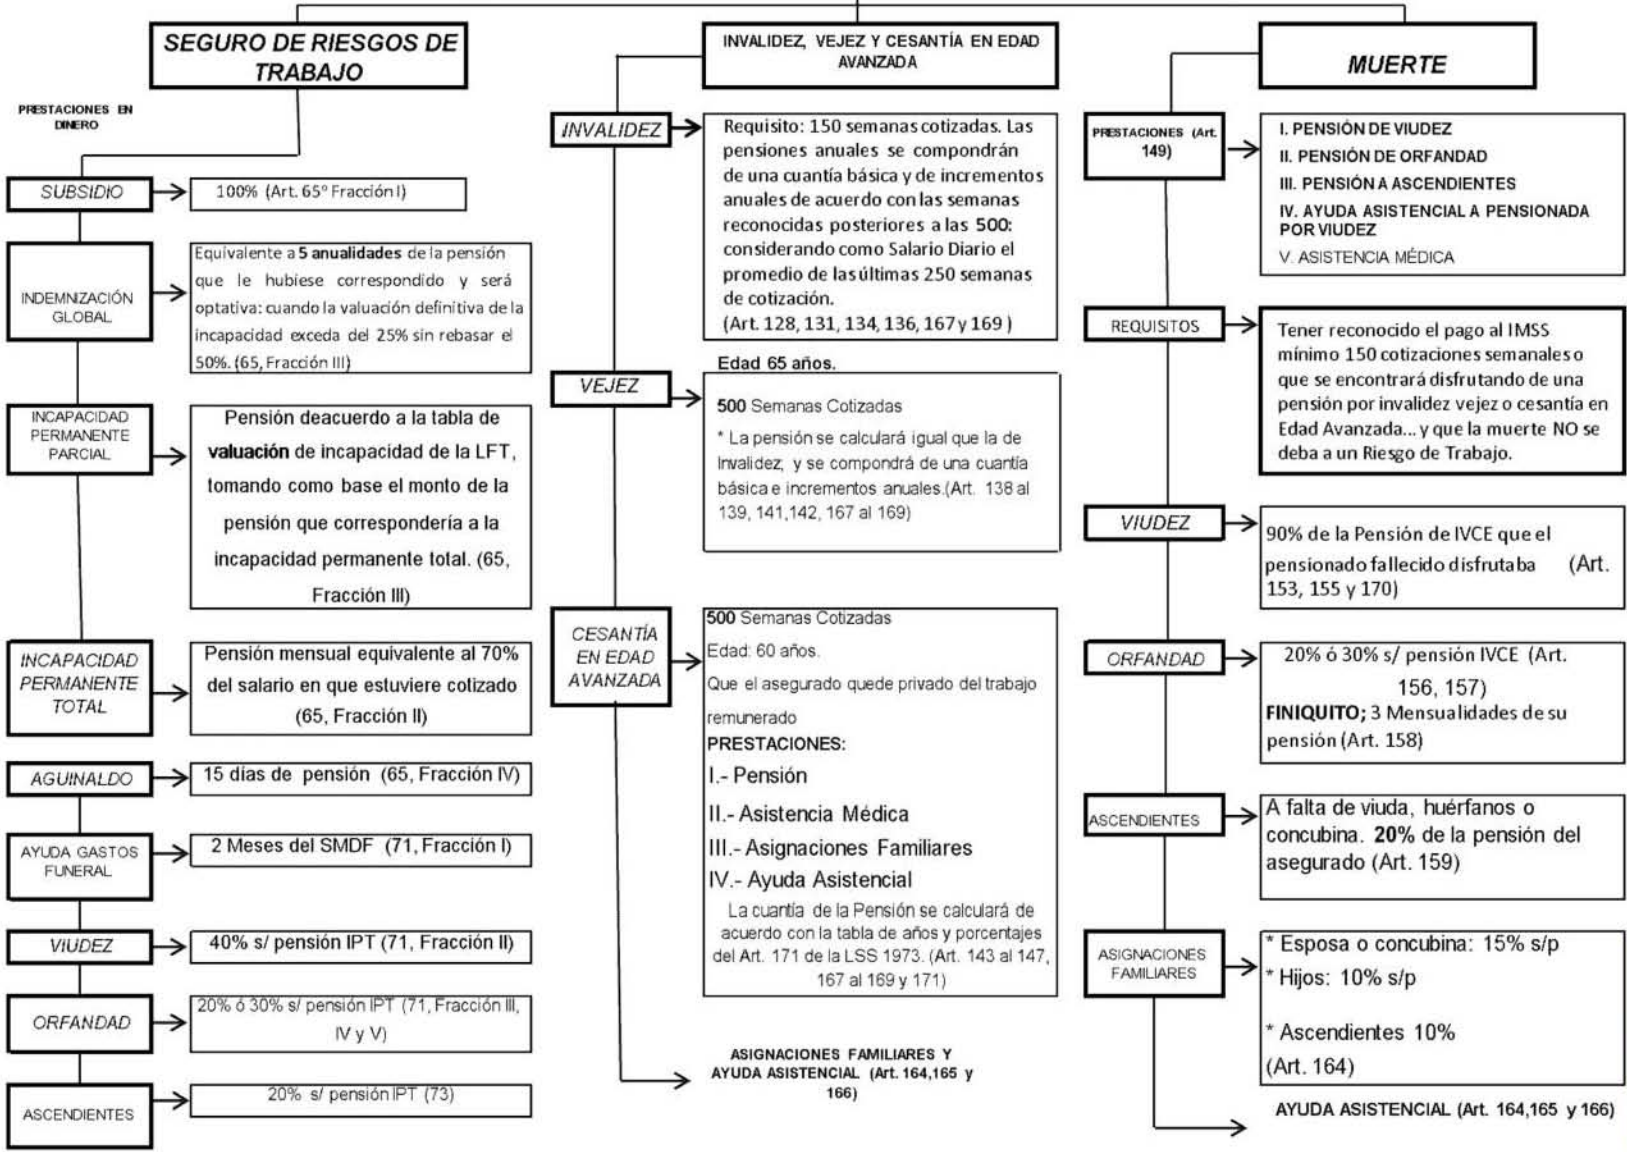 SEGURO DE RIESGOS DE
TRABAJO
PRESTACIONES EN
DINERO
SUBSIDIO
100% (Art. 65º Fracción I)
INDEMNIZACIÓN
GLOBAL
Equivalente a 5 anualidades de la pensión
que le hubiese correspondido y será
optativa: cuando la valuación definitiva de la
incapacidad exceda del 25% sin rebasar el
50%. (65, Fracción III)
INCAPACIDAD
PERMANENTE
PARCIAL
Pensión deacuerdo a la tabla de
valuación de incapacidad de la LFT,
tomando como base el monto de la
pensión que correspondería a la
incapacidad permanente total. (65,
Fracción III)
INCAPACIDAD
PERMANENTE
TOTAL
Pensión mensual equivalente al 70%
del salario en que estuviere cotizado
(65, Fracción II)
AGUINALDO
15 días de pensión (65, Fracción IV)
AYUDA GASTOS
FUNERAL
2 Meses del SMDF (71, Fracción I)
VIUDEZ
40% s/ pensión IPT (71, Fracción II)
ORFANDAD
20% ó 30% s/ pensión IPT (71, Fracción III,
IV y V)
ASCENDIENTES
20% s/ pensión IPT (73)
INVALIDEZ, VEJEZ Y CESANTÍA EN EDAD
AVANZADA
INVALIDEZ
Requisito: 150 semanas cotizadas. Las
pensiones anuales se compondrán
de una cuantía básica y de incrementos
anuales de acuerdo con las semanas
reconocidas posteriores a las 500:
considerando como Salario Diario el
promedio de las últimas 250 semanas
de cotización.
(Art. 128, 131, 134, 136, 167 y 169 )
VEJEZ
Edad 65 años.
500 Semanas Cotizadas
* La pensión se calculará igual que la de
Invalidez, y se compondrá de una cuantía
básica e incrementos anuales.(Art. 138 al
139, 141,142, 167 al 169)
CESANTÍA
EN EDAD
AVANZADA
500 Semanas Cotizadas
Edad: 60 años.
Que el asegurado quede privado del trabajo
remunerado
PRESTACIONES:
I.- Pensión
II.- Asistencia Médica
III.- Asignaciones Familiares
IV.- Ayuda Asistencial
La cuantía de la Pensión se calculará de
acuerdo con la tabla de años y porcentajes
del Art. 171 de la LSS 1973. (Art. 143 al 147,
167 al 169 y 171)
ASIGNACIONES FAMILIARES Y
AYUDA ASISTENCIAL (Art. 164,165 y
166)
MUERTE
PRESTACIONES (Art.
149)
I. PENSIÓN DE VIUDEZ
II. PENSIÓN DE ORFANDAD
III. PENSIÓN A ASCENDIENTES
IV. AYUDA ASISTENCIAL A PENSIONADA
POR VIUDEZ
V. ASISTENCIA MÉDICA
REQUISITOS
Tener reconocido el pago al IMSS
mínimo 150 cotizaciones semanales o
que se encontrará disfrutando de una
pensión por invalidez vejez o cesantía en
Edad Avanzada... y que la muerte NO se
deba a un Riesgo de Trabajo.
VIUDEZ
90% de la Pensión de IVCE que el
pensionado fallecido disfrutaba (Art.
153, 155 y 170)
ORFANDAD
20% ó 30% s/ pensión IVCE (Art.
156, 157)
FINIQUITO; 3 Mensualidades de su
pensión (Art. 158)
ASCENDIENTES
A falta de viuda, huérfanos o
concubina. 20% de la pensión del
asegurado (Art. 159)
ASIGNACIONES
FAMILIARES
* Esposa o concubina: 15% s/p
* Hijos: 10% s/p
* Ascendientes 10%
(Art. 164)
AYUDA ASISTENCIAL (Art. 164,165 y 166)